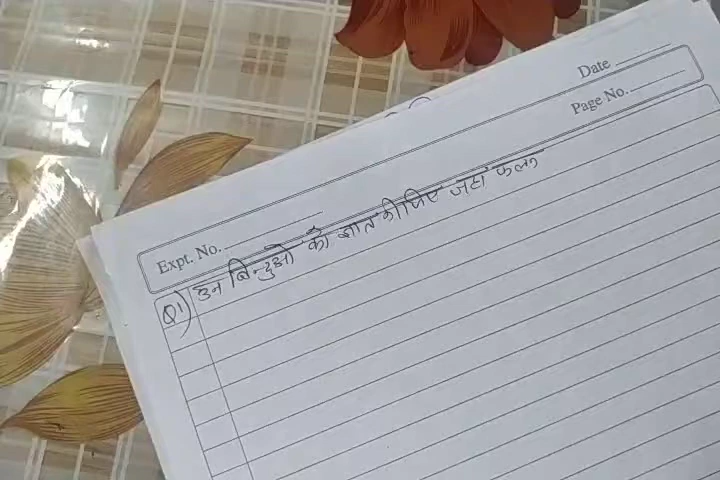 Date
Page No.
Expt. No.
Q1) उन बिन्दुओ को ज्ञात कीजिए जहां फलन